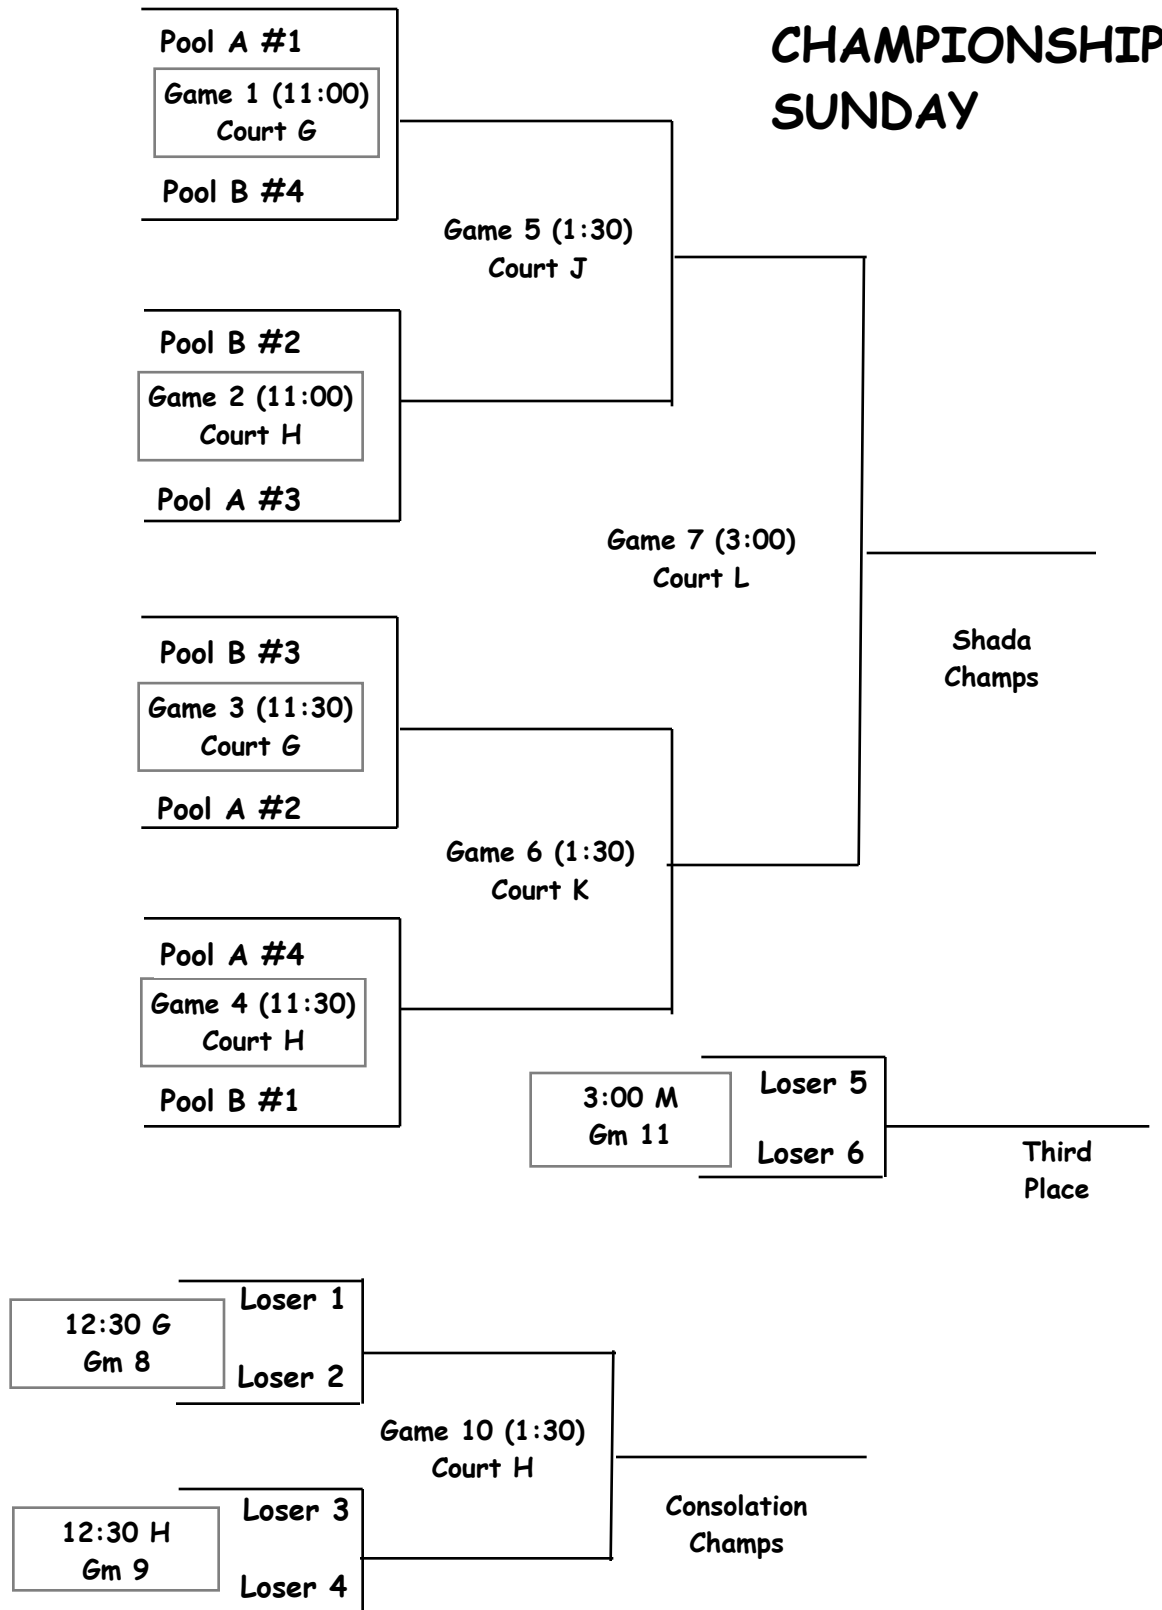 CHAMPIONSHIP
SUNDAY
Pool A #1
Game 1 (11:00)
Court G
Pool B #4
Game 5 (1:30)
Court J
Pool B #2
Game 2 (11:00)
Court H
Pool A #3
Game 7 (3:00)
Court L
Shada
Champs
Pool B #3
Game 3 (11:30)
Court G
Pool A #2
Game 6 (1:30)
Court K
Pool A #4
Game 4 (11:30)
Court H
Pool B #1
3:00 M
Gm 11
Loser 5
Loser 6
Third
Place
12:30 G
Gm 8
Loser 1
Loser 2
Game 10 (1:30)
Court H
Consolation
Champs
12:30 H
Gm 9
Loser 3
Loser 4